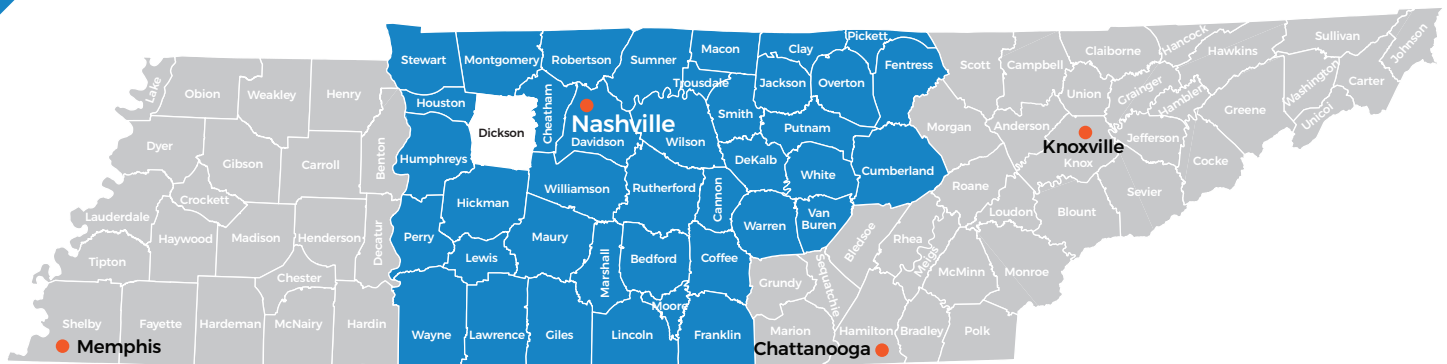 Stewart
Montgomery
Robertson
Sumner
Macon
Clay
Pickett
Fentress
Trousdale
Jackson
Overton
Houston
Dickson
Cheatham
Nashville
Davidson
Wilson
Smith
Putnam
Humphreys
DeKalb
White
Cumberland
Williamson
Rutherford
Cannon
Hickman
Warren
Van
Buren
Perry
Lewis
Maury
Marshall
Bedford
Coffee
Moore
Wayne
Lawrence
Giles
Lincoln
Franklin
Lake
Obion
Weakley
Henry
Dyer
Gibson
Carroll
Benton
Crockett
Lauderdale
Haywood
Madison
Henderson
Decatur
Tipton
Chester
Shelby
Fayette
Hardeman
McNairy
Hardin
Memphis
Scott
Campbell
Claiborne
Hancock
Hawkins
Sullivan
Johnson
Carter
Washington
Unicoi
Greene
Union
Grainger
Hamblen
Morgan
Anderson
Knoxville
Knox
Jefferson
Cocke
Sevier
Roane
Loudon
Blount
Bledsoe
Rhea
Meigs
McMinn
Monroe
Sequatchie
Grundy
Marion
Hamilton
Bradley
Polk
Chattanooga